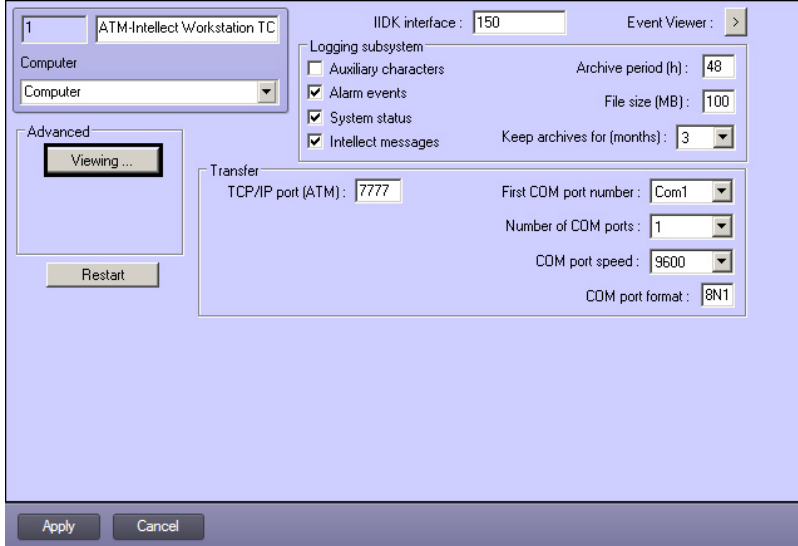 1
ATM-Intellect Workstation TC
Computer
Computer
IIDK interface : 150
Event Viewer : >
Logging subsystem
Auxiliary characters
Alarm events
System status
Intellect messages
Archive period (h) : 48
File size (MB) : 100
Keep archives for (months) : 3
Advanced
Viewing ...
Restart
Transfer
TCP/IP port (ATM) : 7777
First COM port number : Com1
Number of COM ports : 1
COM port speed : 9600
COM port format : 8N1
Apply
Cancel